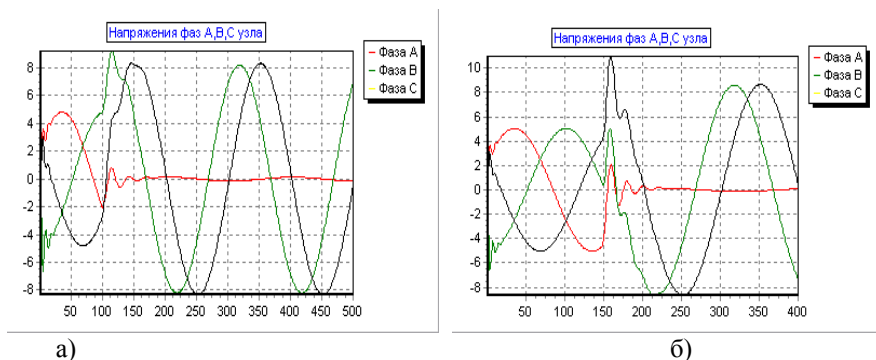 Напряжения фаз А,В,С узла
Фаза А
Фаза В
Фаза С
8
6
4
2
0
-2
-4
-6
-8
50 100 150 200 250 300 350 400 450 500
а)
Напряжения фаз А,В,С узла
Фаза А
Фаза В
Фаза С
10
8
6
4
2
0
-2
-4
-6
-8
50 100 150 200 250 300 350 400
б)